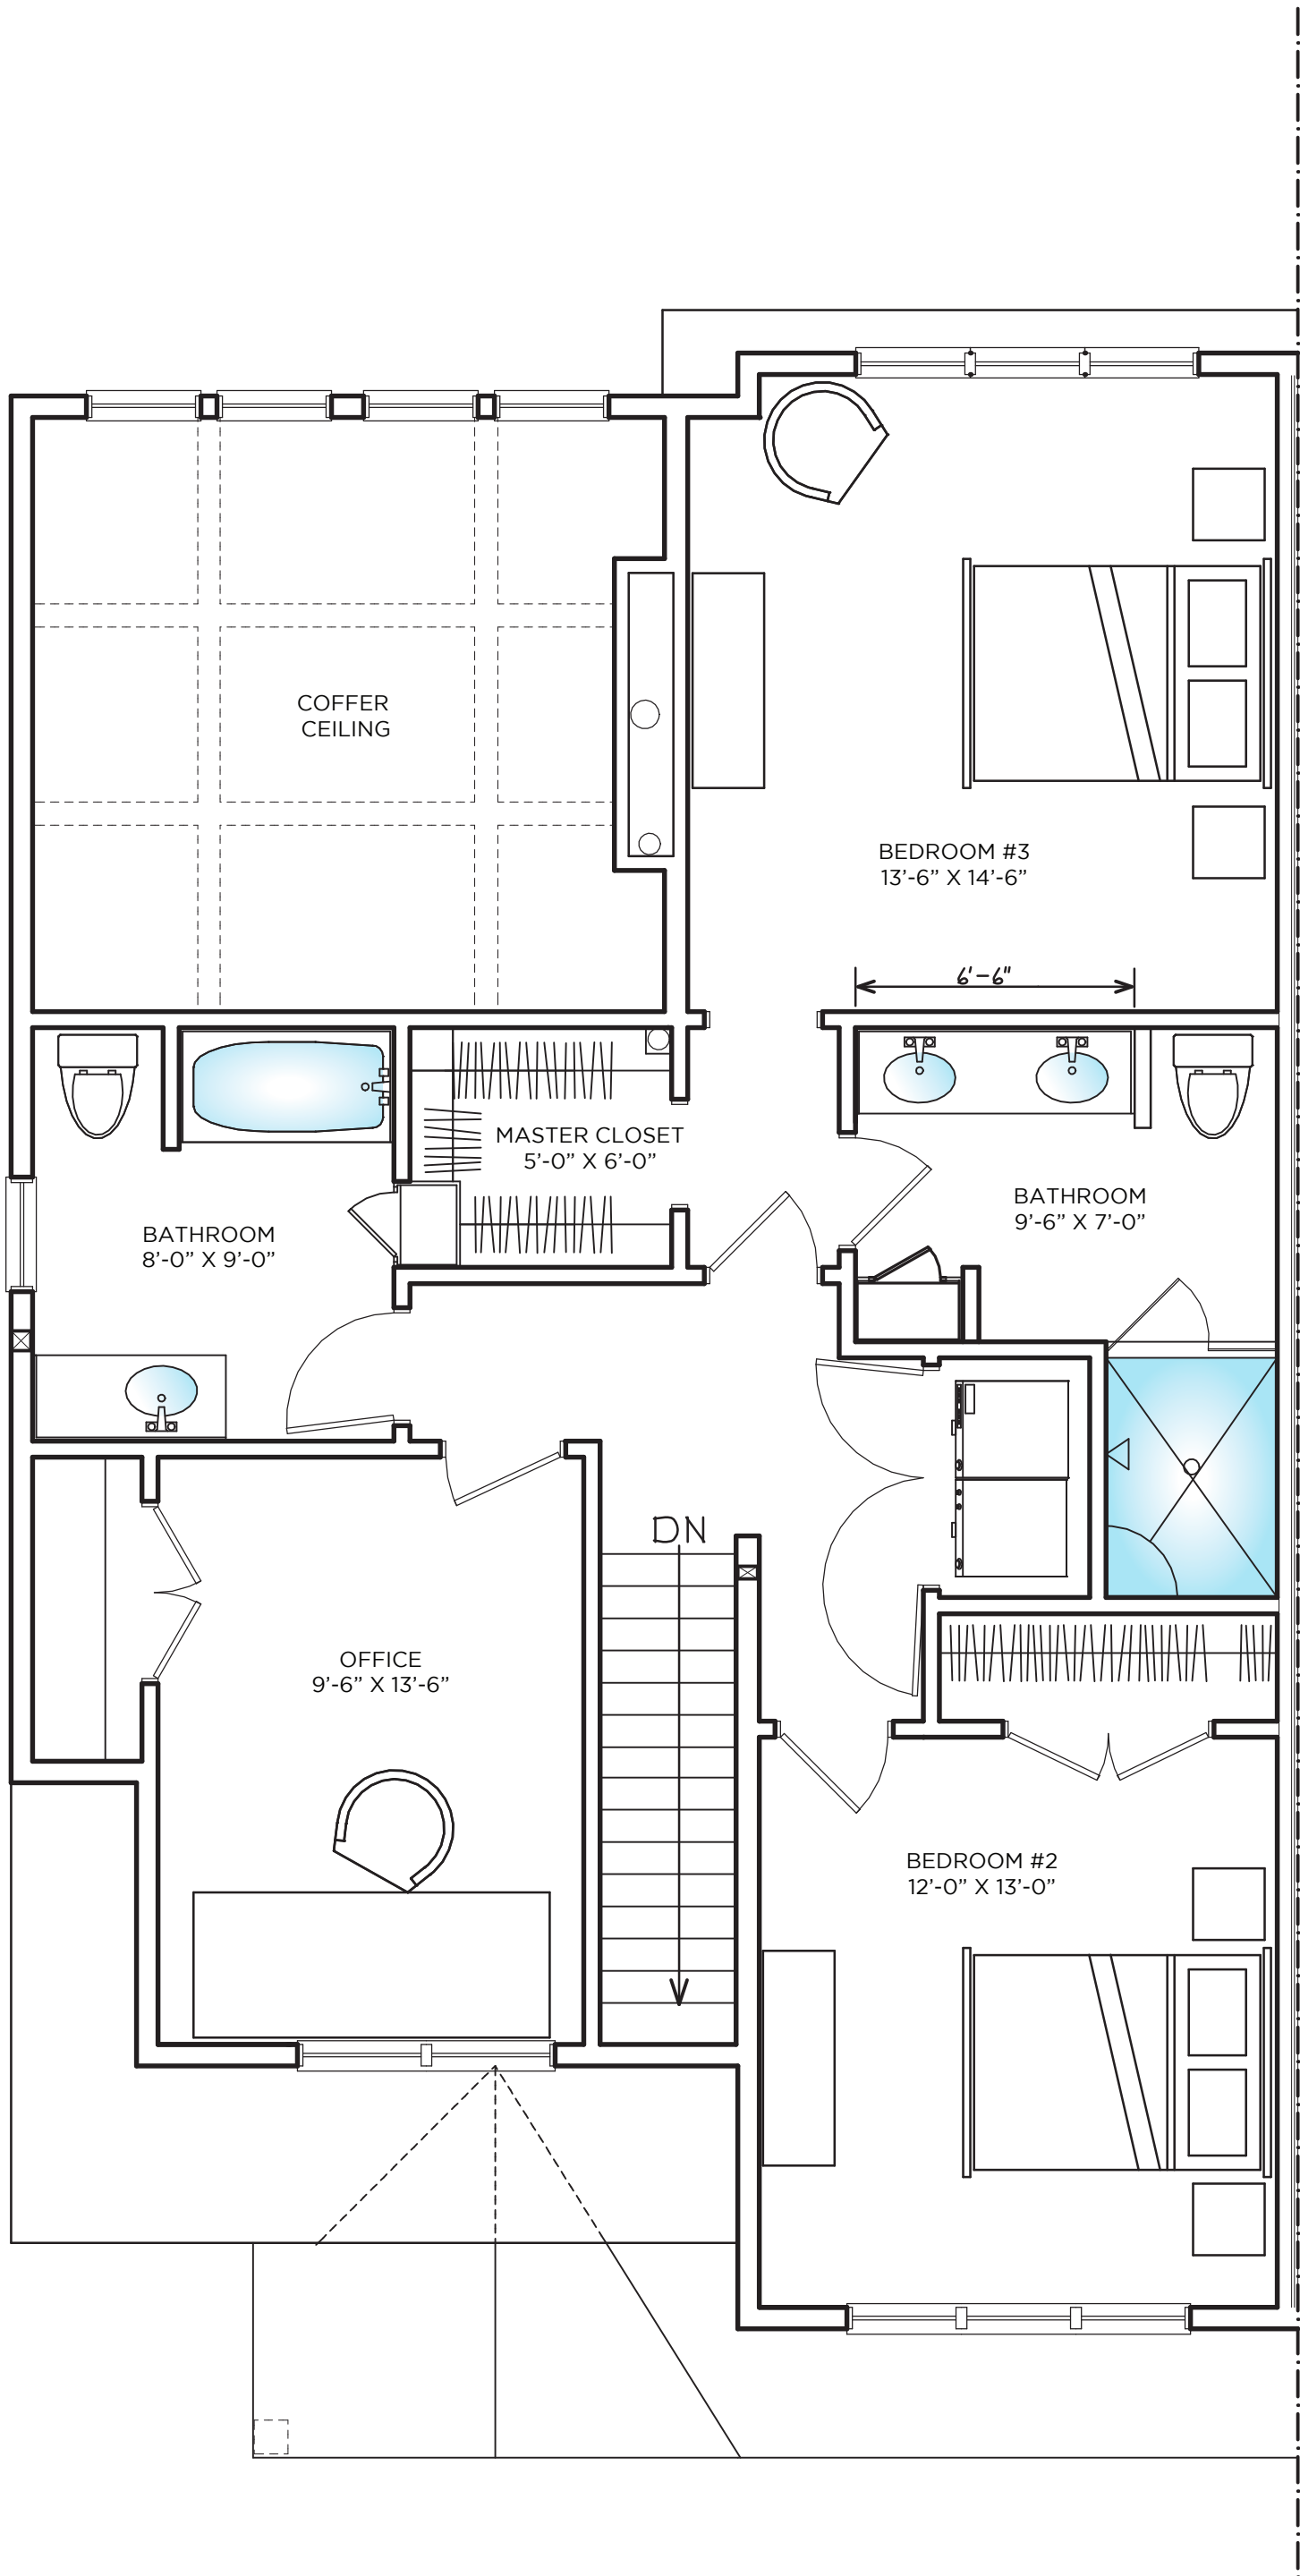 COFFER
CEILING
BEDROOM #3
13'-6” X 14'-6”
6'-6"
MASTER CLOSET
5'-0” X 6'-0”
BATHROOM
9'-6” X 7'-0”
BATHROOM
8'-0” X 9'-0”
DN
OFFICE
9'-6” X 13'-6”
BEDROOM #2
12'-0” X 13'-0”